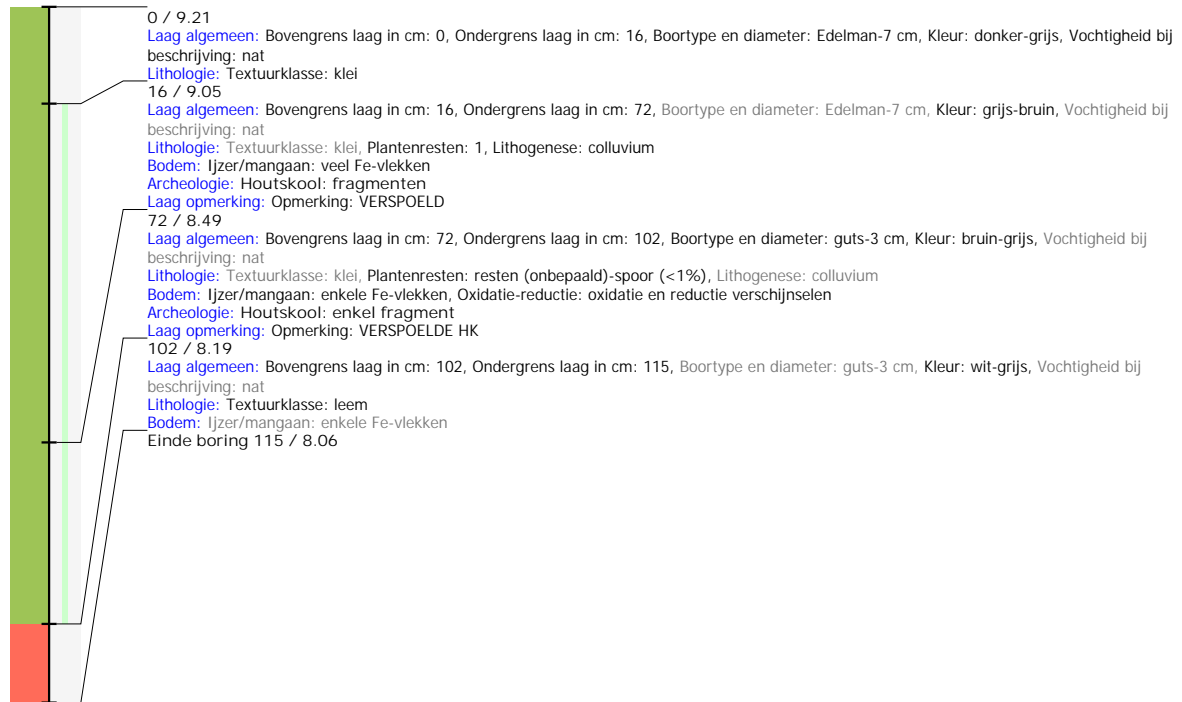 0 / 9.21
Laag algemeen: Bovengrens laag in cm: 0, Ondergrens laag in cm: 16, Boortype en diameter: Edelman-7 cm, Kleur: donker-grijs, Vochtigheid bij
beschrijving: nat
Lithologie: Textuurklasse: klei
16 / 9.05
Laag algemeen: Bovengrens laag in cm: 16, Ondergrens laag in cm: 72, Boortype en diameter: Edelman-7 cm, Kleur: grijs-bruin, Vochtigheid bij
beschrijving: nat
Lithologie: Textuurklasse: klei, Plantenresten: 1, Lithogenese: colluvium
Bodem: Ijzer/mangaan: veel Fe-vlekken
Archeologie: Houtskool: fragmenten
Laag opmerking: Opmerking: VERSPOELD
72 / 8.49
Laag algemeen: Bovengrens laag in cm: 72, Ondergrens laag in cm: 102, Boortype en diameter: guts-3 cm, Kleur: bruin-grijs, Vochtigheid bij
beschrijving: nat
Lithologie: Textuurklasse: klei, Plantenresten: resten (onbepaald)-spoor (<1%), Lithogenese: colluvium
Bodem: Ijzer/mangaan: enkele Fe-vlekken, Oxidatie-reductie: oxidatie en reductie verschijnselen
Archeologie: Houtskool: enkel fragment
Laag opmerking: Opmerking: VERSPOELDE HK
102 / 8.19
Laag algemeen: Bovengrens laag in cm: 102, Ondergrens laag in cm: 115, Boortype en diameter: guts-3 cm, Kleur: wit-grijs, Vochtigheid bij
beschrijving: nat
Lithologie: Textuurklasse: leem
Bodem: Ijzer/mangaan: enkele Fe-vlekken
Einde boring 115 / 8.06